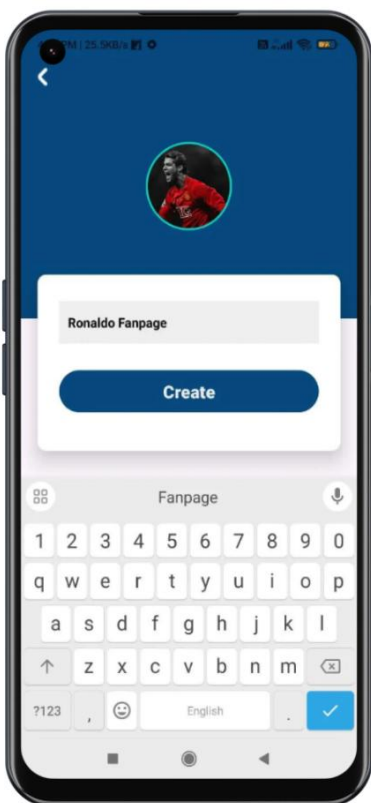 PM | 25.5KB/s
Ronaldo Fanpage
Create
Fanpage
1 2 3 4 5 6 7 8 9 0
q w e r t y u i o p
a s d f g h j k l
z x c v b n m
?123 , English .